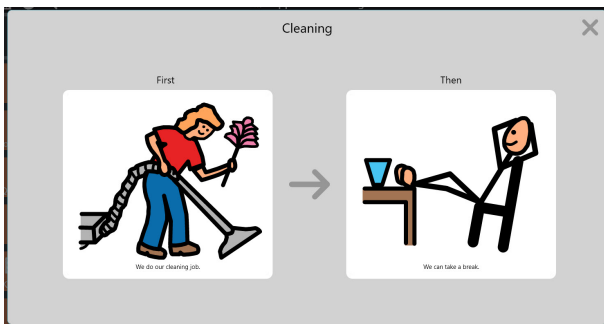 Cleaning
First
Then
We do our cleaning job.
We can take a break.